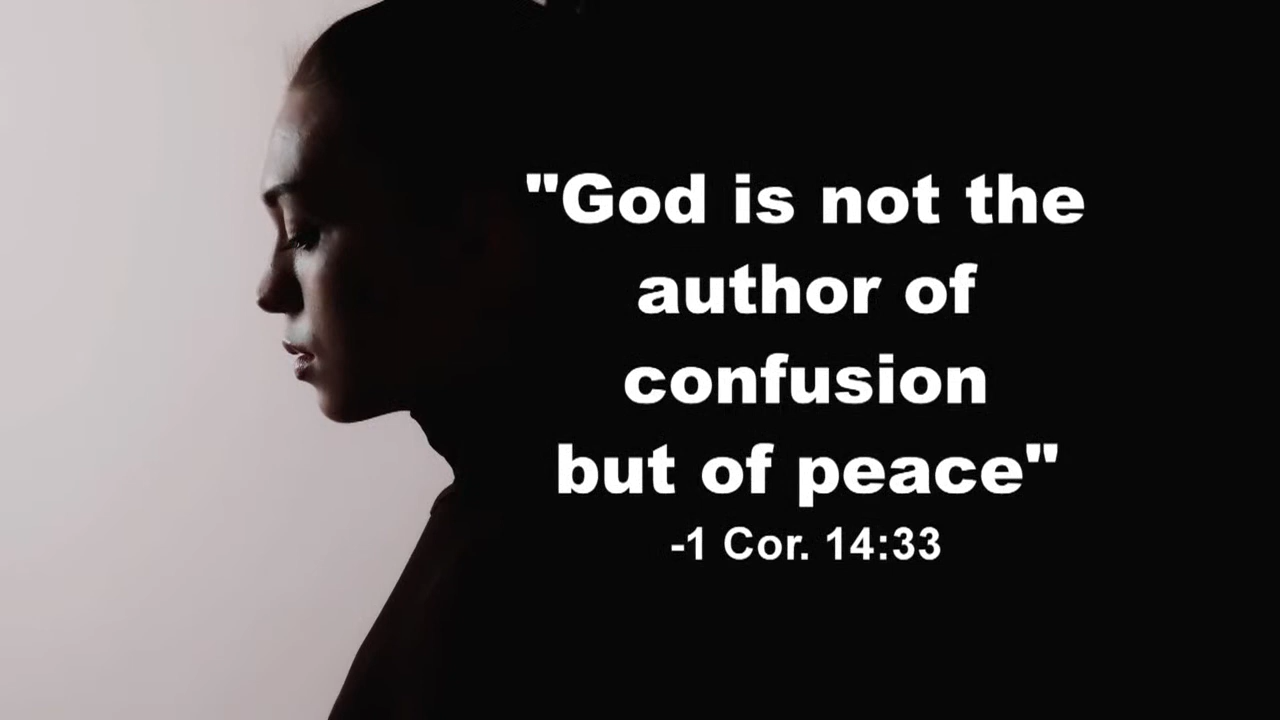 "God is not the
author of
confusion
but of peace"
-1 Cor. 14:33